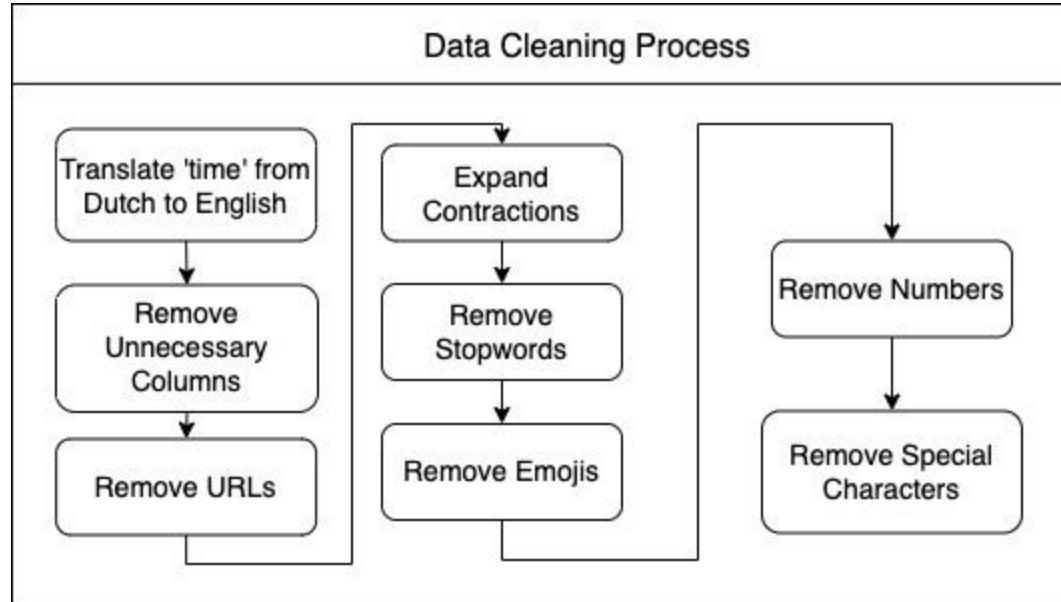 Data Cleaning Process
Translate 'time' from
Dutch to English
Remove
Unnecessary
Columns
Remove URLs
Expand
Contractions
Remove
Stopwords
Remove Emojis
Remove Numbers
Remove Special
Characters